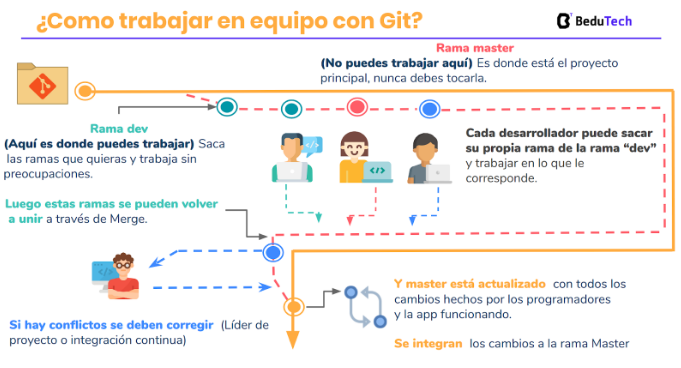 ¿Como trabajar en equipo con Git?
BeduTech
Rama master
(No puedes trabajar aquí) Es donde está el proyecto
principal, nunca debes tocarla.
Rama dev
(Aquí es donde puedes trabajar) Saca
las ramas que quieras y trabaja sin
preocupaciones.
Cada desarrollador puede sacar
su propia rama de la rama “dev”
y trabajar en lo que le
corresponde.
Luego estas ramas se pueden volver
a unir a través de Merge.
Si hay conflictos se deben corregir (Líder de
proyecto o integración continua)
Y master está actualizado con todos los
cambios hechos por los programadores
y la app funcionando.
Se integran los cambios a la rama Master